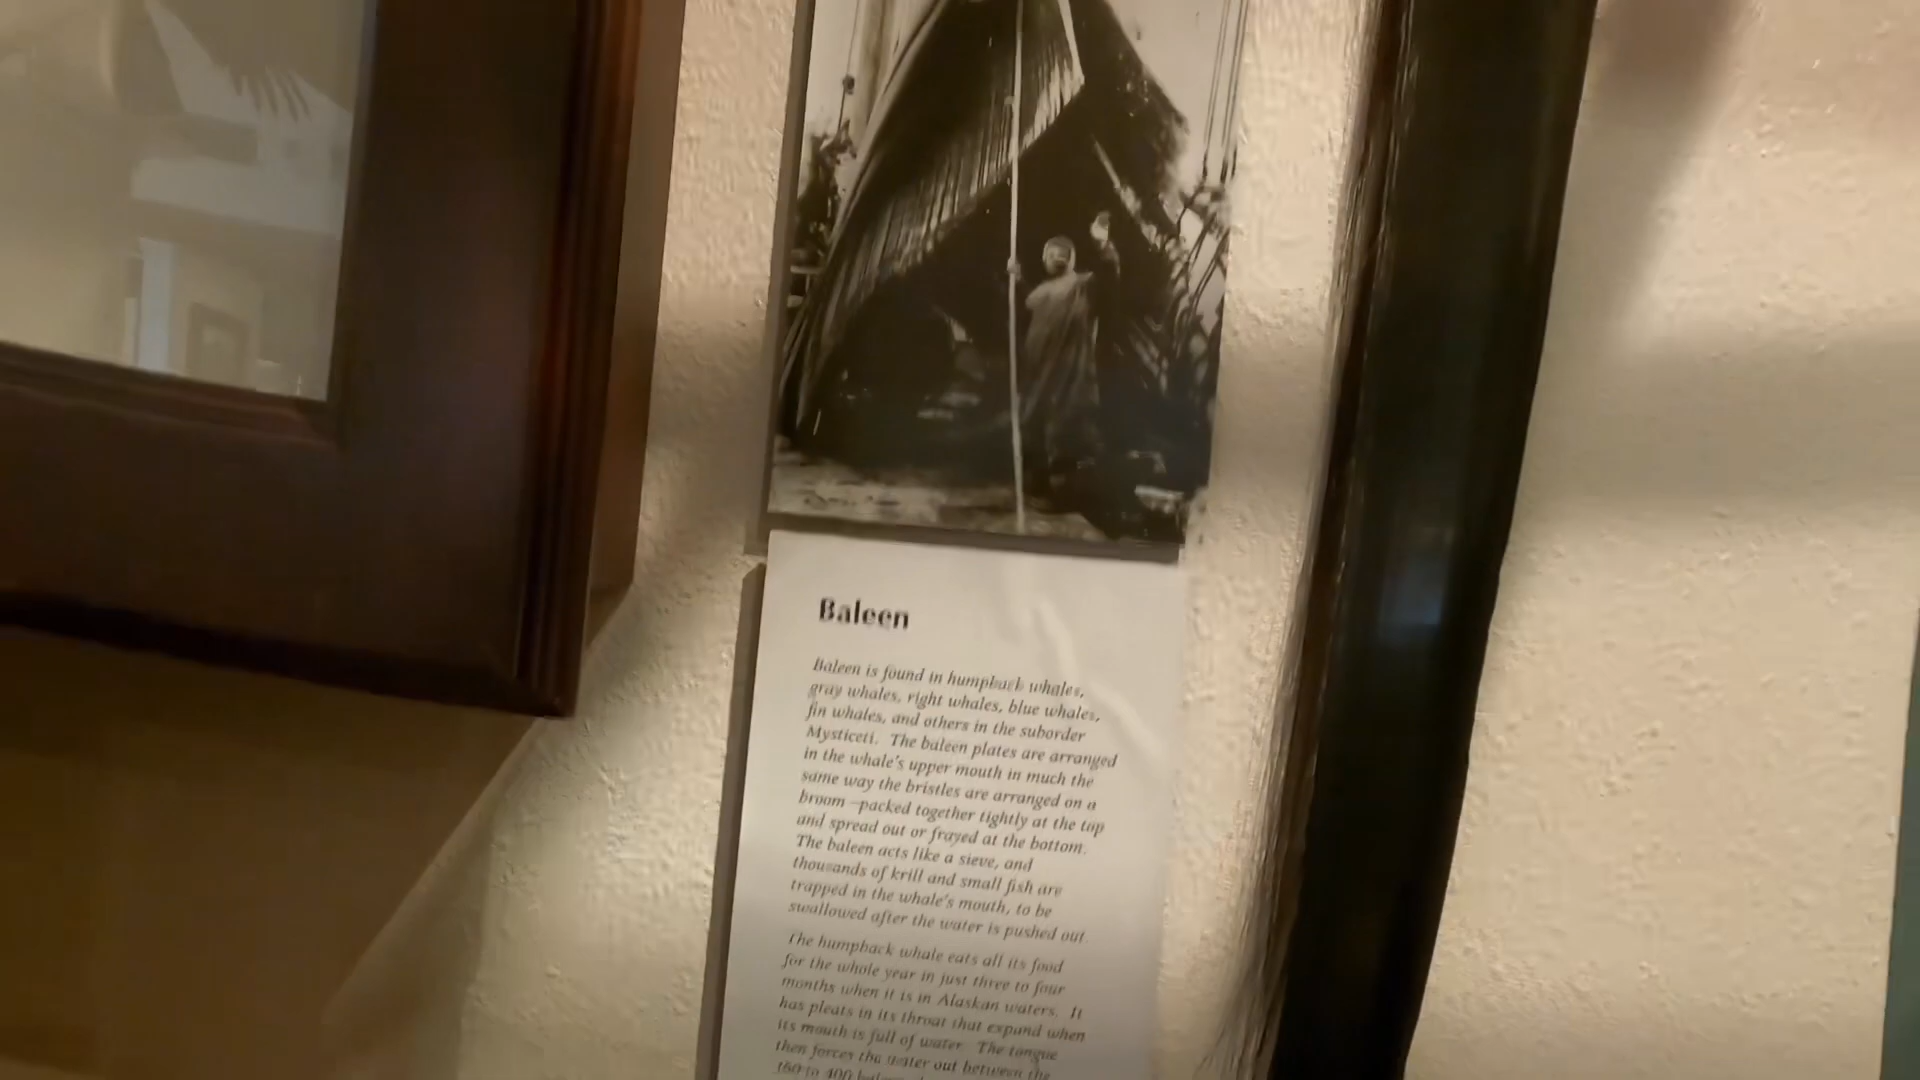 Baleen
Baleen is found in humpback whales,
gray whales, right whales, blue whales,
fin whales, and others in the suborder
Mysticeti. The baleen plates are arranged
in the whale's upper mouth in much the
same way the bristles are arranged on a
broom –packed together tightly at the top
and spread out or frayed at the bottom.
The baleen acts like a sieve, and
thousands of krill and small fish are
trapped in the whale's mouth, to be
swallowed after the water is pushed out.
The humpback whale eats all its food
for the whole year in just three to four
months when it is in Alaskan waters. It
has pleats in its throat that expand when
its mouth is full of water. The tongue
then forces the water out between the
160 to 400